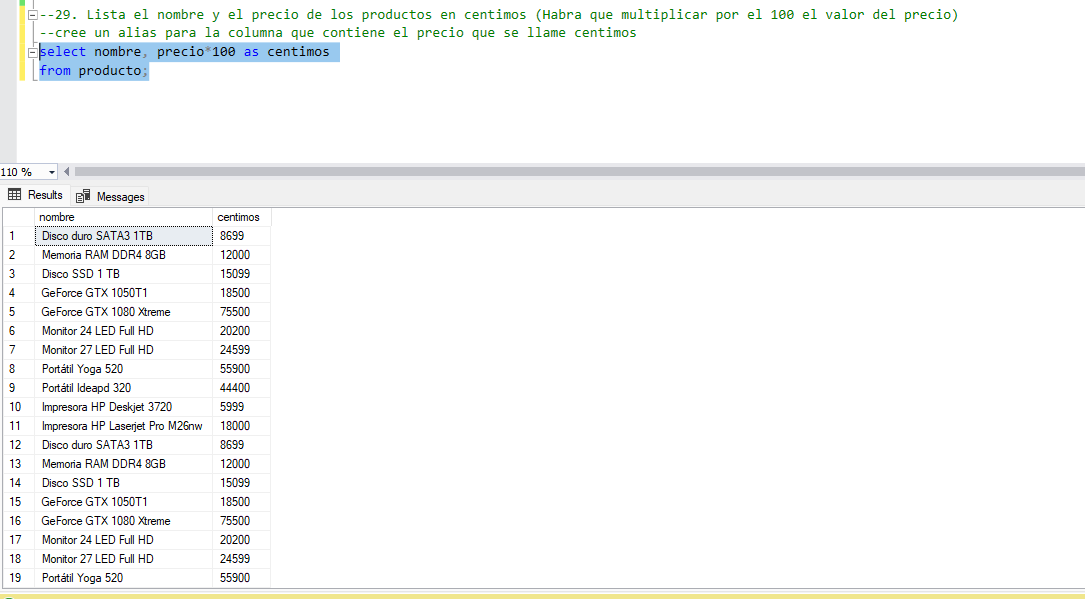 --29. Lista el nombre y el precio de los productos en centimos (Habra que multiplicar por el 100 el valor del precio)
--cree un alias para la columna que contiene el precio que se llame centimos
select nombre, precio*100 as centimos
from producto;
110 %
Results Messages
nombre centimos
1 Disco duro SATA3 1TB 8699
2 Memoria RAM DDR4 8GB 12000
3 Disco SSD 1 TB 15099
4 GeForce GTX 1050T1 18500
5 GeForce GTX 1080 Xtreme 75500
6 Monitor 24 LED Full HD 20200
7 Monitor 27 LED Full HD 24599
8 Portátil Yoga 520 55900
9 Portátil Ideapd 320 44400
10 Impresora HP Deskjet 3720 5999
11 Impresora HP Laserjet Pro M26nw 18000
12 Disco duro SATA3 1TB 8699
13 Memoria RAM DDR4 8GB 12000
14 Disco SSD 1 TB 15099
15 GeForce GTX 1050T1 18500
16 GeForce GTX 1080 Xtreme 75500
17 Monitor 24 LED Full HD 20200
18 Monitor 27 LED Full HD 24599
19 Portátil Yoga 520 55900